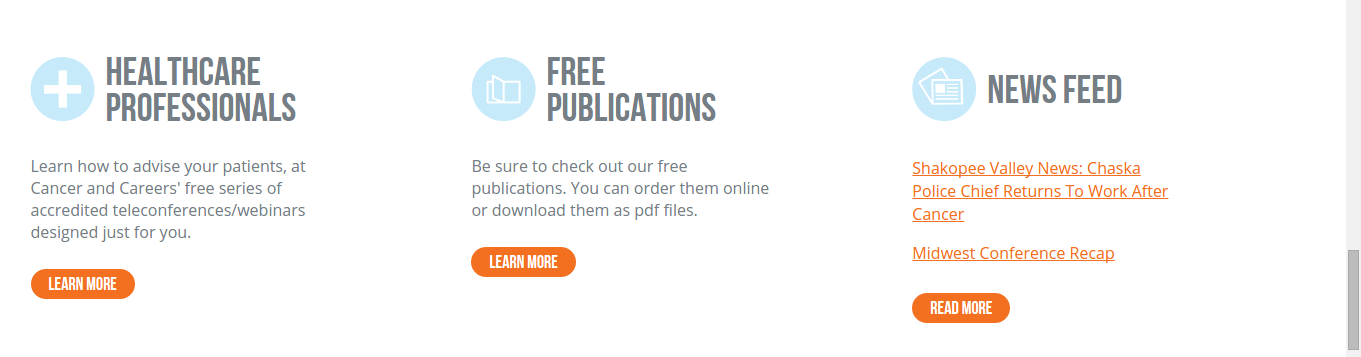 HEALTHCARE
PROFESSIONALS
Learn how to advise your patients, at
Cancer and Careers' free series of
accredited teleconferences/webinars
designed just for you.
LEARN MORE
FREE
PUBLICATIONS
Be sure to check out our free
publications. You can order them online
or download them as pdf files.
LEARN MORE
NEWS FEED
Shakopee Valley News: Chaska
Police Chief Returns To Work After
Cancer
Midwest Conference Recap
READ MORE